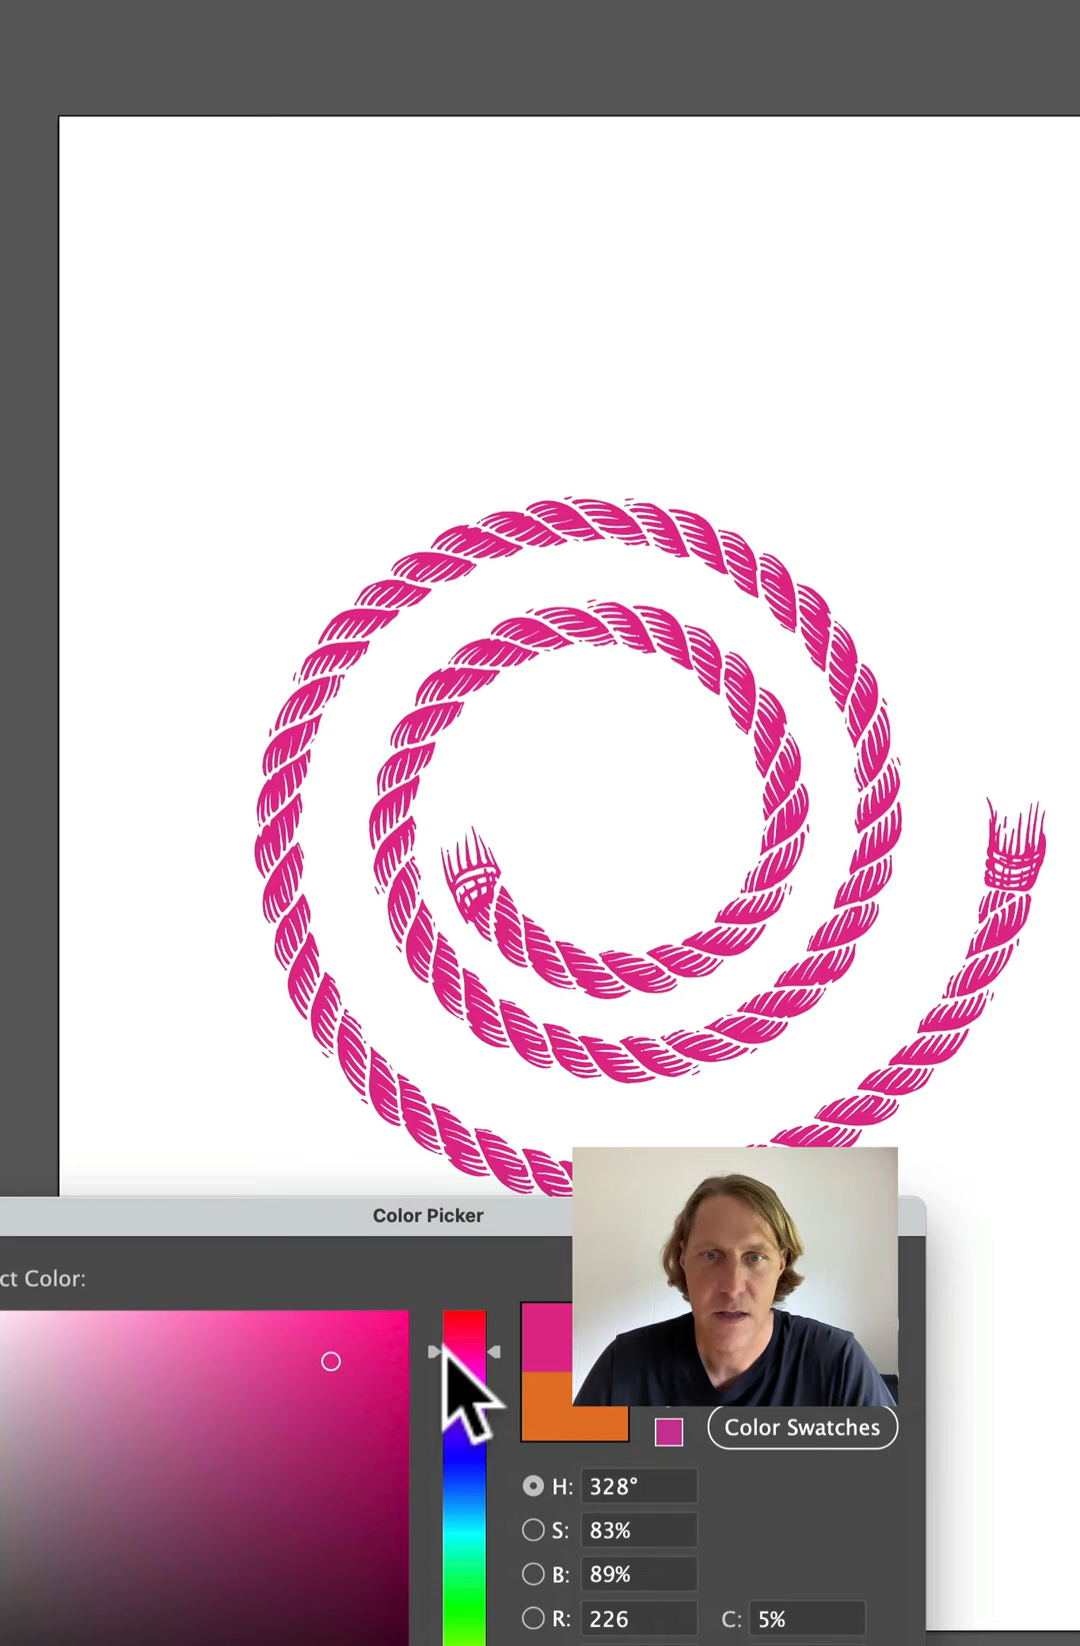 Color Picker
ct Color:
Color Swatches
H: 328°
S: 83%
B: 89%
R: 226 C: 5%